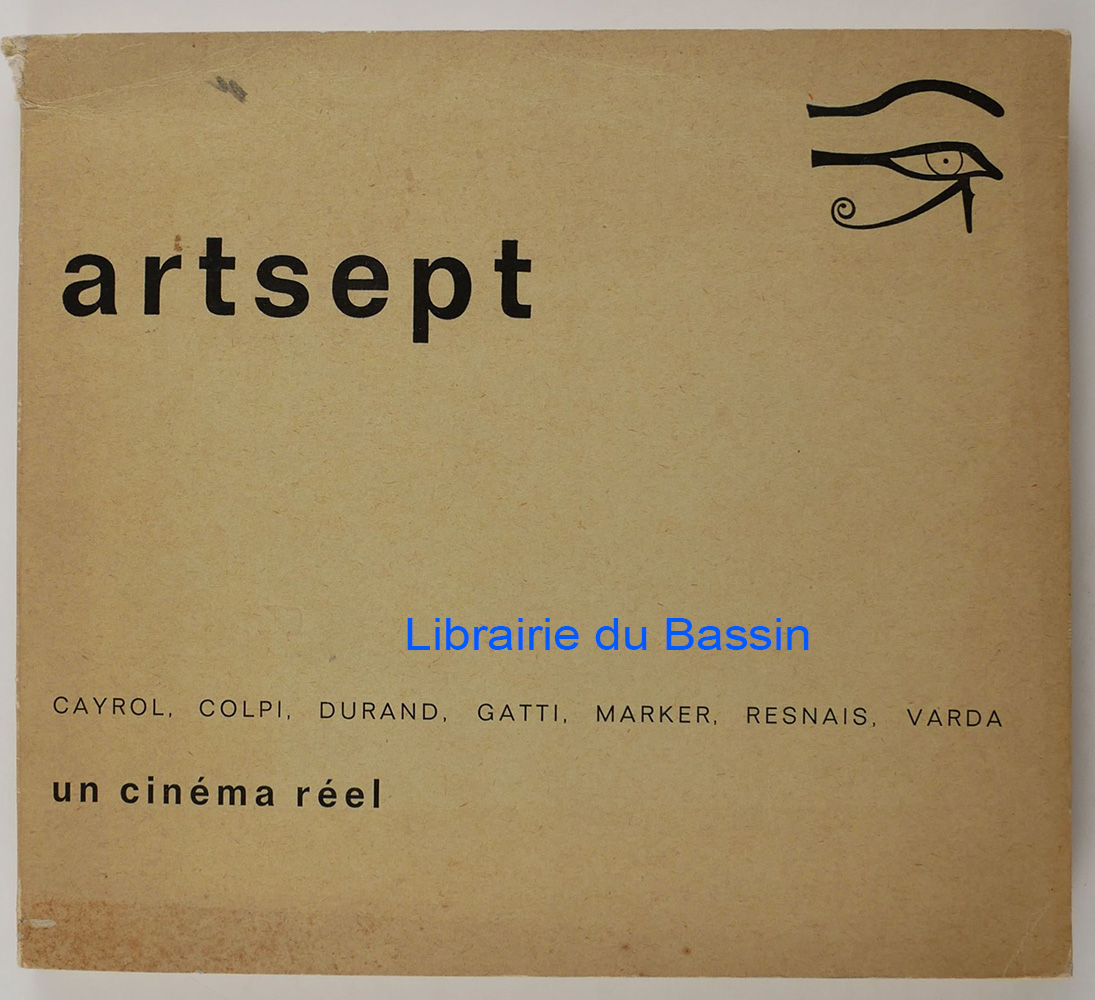 artsept
Librairie du Bassin
CAYROL, COLPI, DURAND, GATTI, MARKER, RESNAIS, VARDA
un cinéma réel